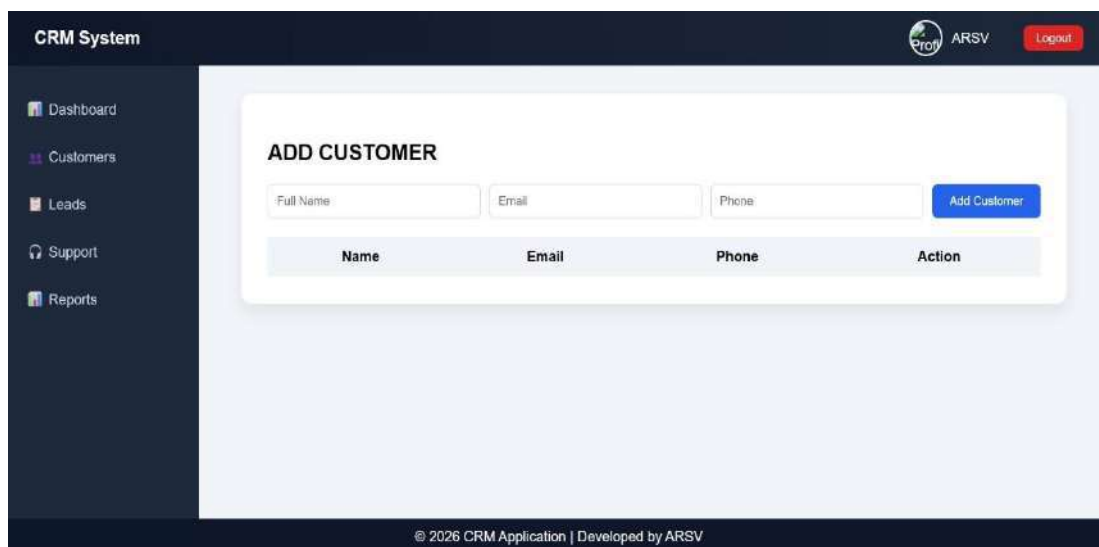 CRM System
Profi
ARSV
Logout
Dashboard
Customers
Leads
Support
Reports
ADD CUSTOMER
Full Name
Email
Phone
Add Customer
Name Email Phone Action
© 2026 CRM Application | Developed by ARSV